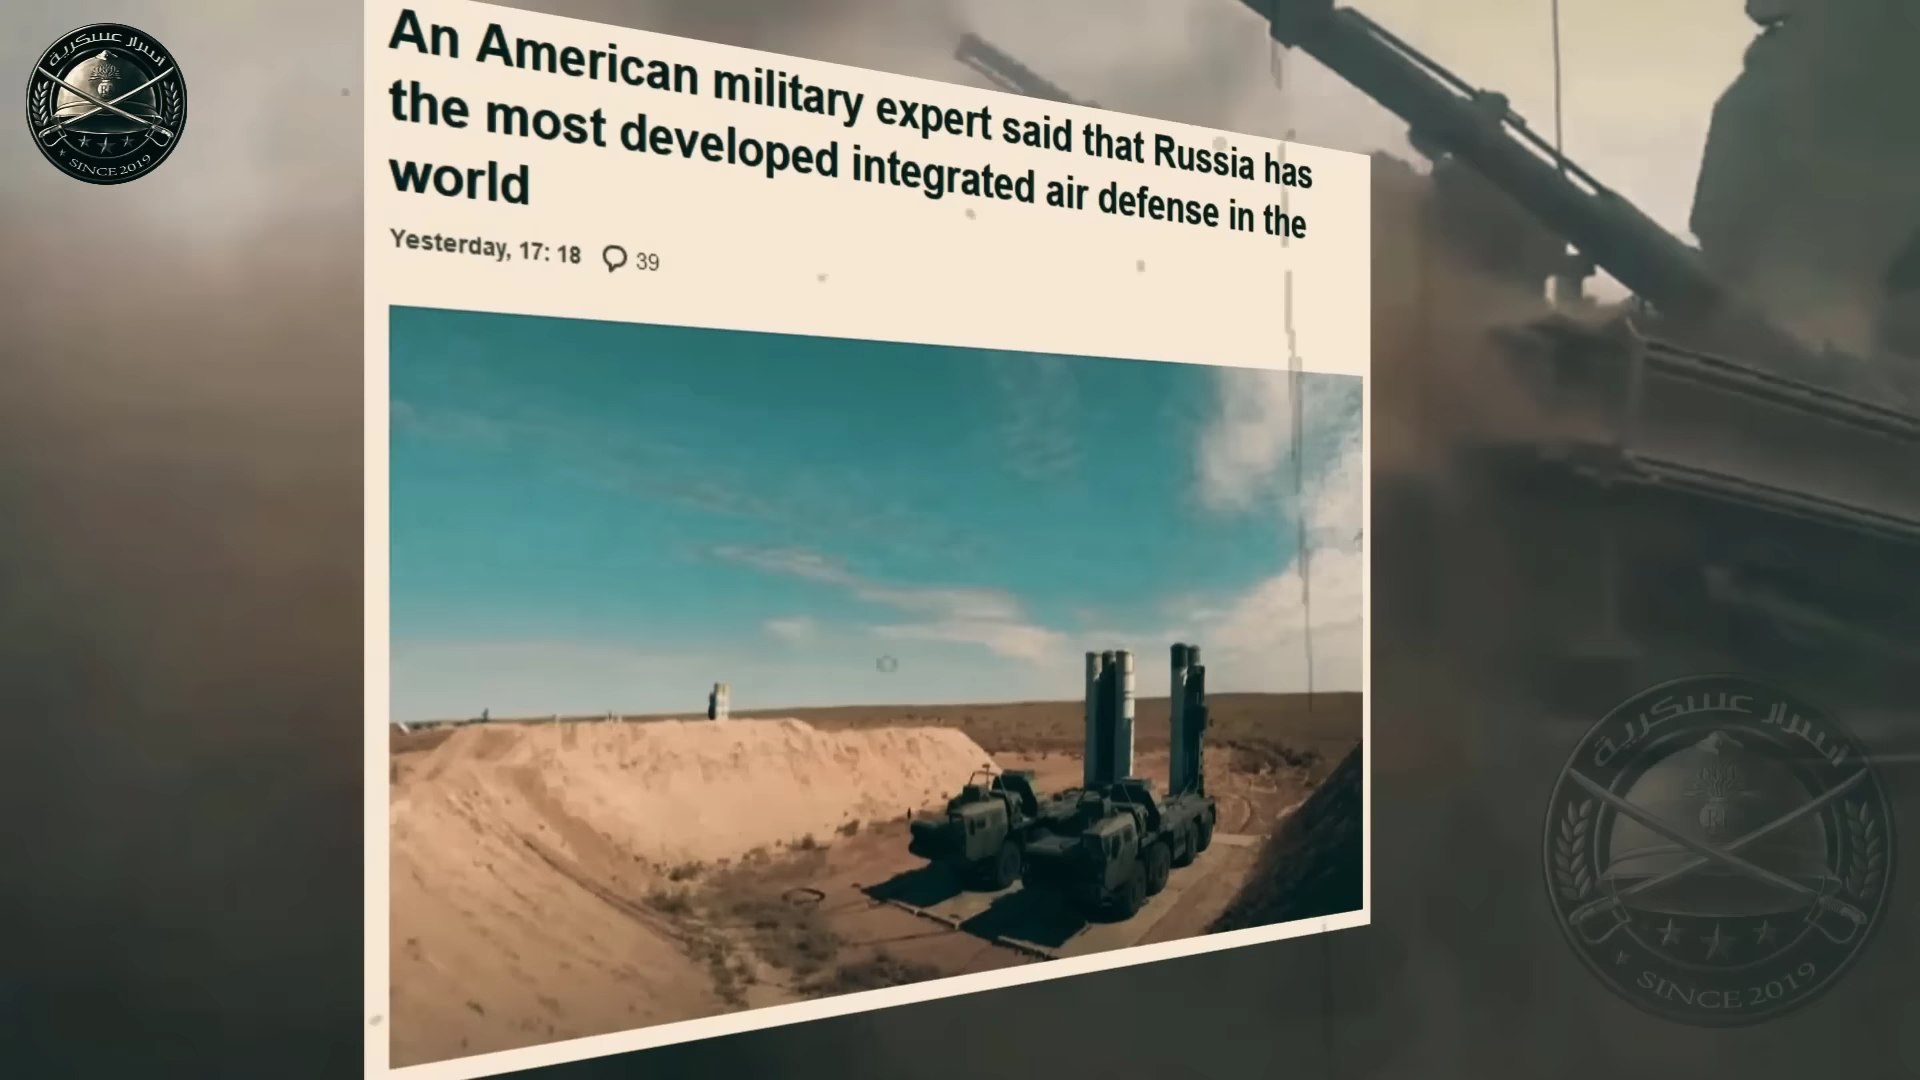 أسرار عسكرية
SINCE 2019
An American military expert said that Russia has
the most developed integrated air defense in the
world
Yesterday, 17: 18 39
أسرار عسكرية
SINCE 2019